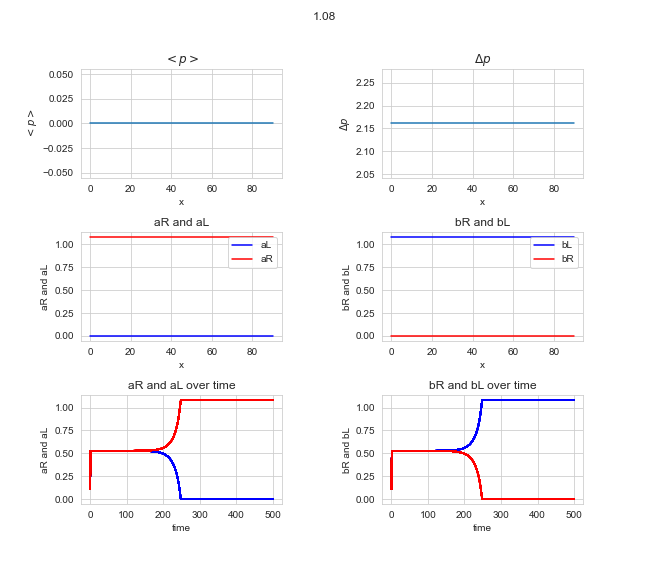 1.08
< p >
Δp
< p >
0.050
0.025
0.000
−0.025
−0.050
0 20 40 60 80
x
Δp
2.25
2.20
2.15
2.10
2.05
0 20 40 60 80
x
aR and aL
bR and bL
aR and aL
1.00
0.75
0.50
0.25
0.00
aL
aR
0 20 40 60 80
x
bR and bL
1.00
0.75
0.50
0.25
0.00
bL
bR
0 20 40 60 80
x
aR and aL over time
bR and bL over time
aR and aL
1.00
0.75
0.50
0.25
0.00
0 100 200 300 400 500
time
bR and bL
1.00
0.75
0.50
0.25
0.00
0 100 200 300 400 500
time